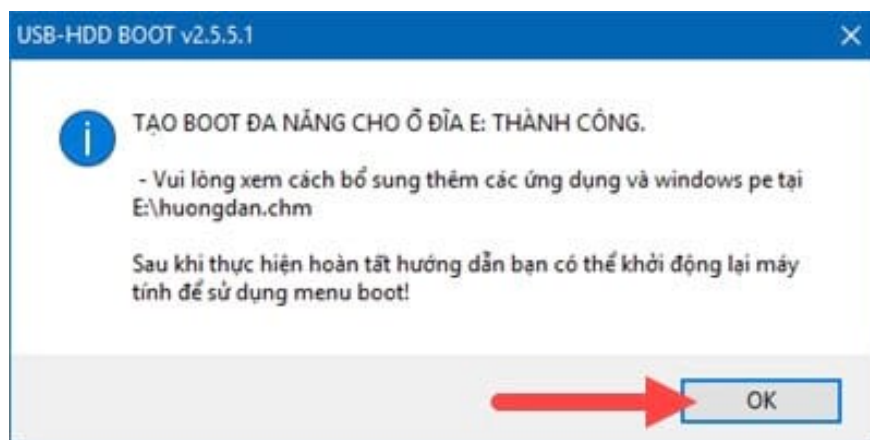 USB-HDD BOOT v2.5.5.1
TẠO BOOT ĐA NĂNG CHO Ổ ĐĨA E: THÀNH CÔNG.
- Vui lòng xem cách bổ sung thêm các ứng dụng và windows pe tại
E:\huongdan.chm
Sau khi thực hiện hoàn tất hướng dẫn bạn có thể khởi động lại máy
tính để sử dụng menu boot!
OK